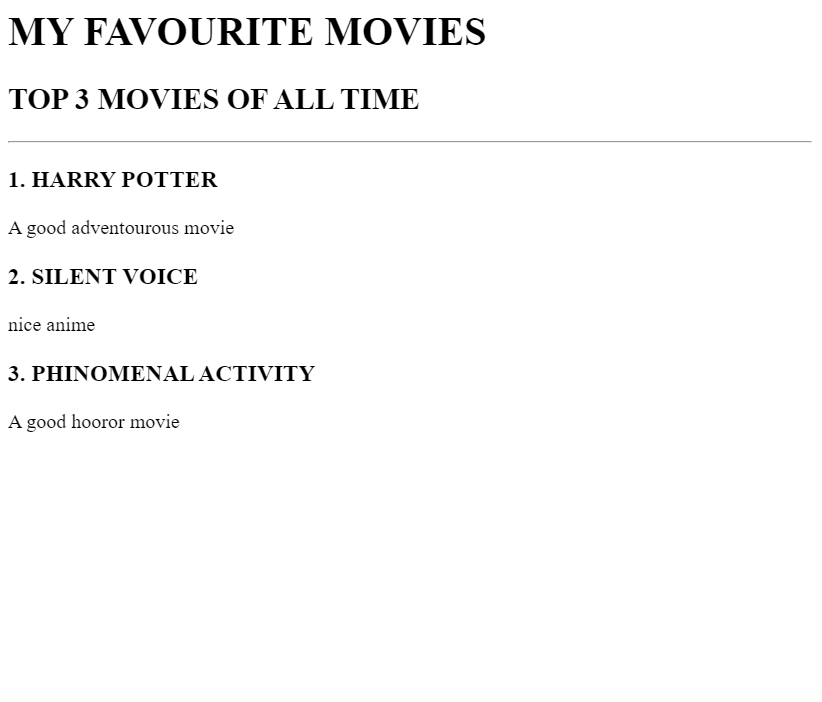 MY FAVOURITE MOVIES
TOP 3 MOVIES OF ALL TIME
1. HARRY POTTER
A good adventourous movie
2. SILENT VOICE
nice anime
3. PHINOMENAL ACTIVITY
A good hooror movie